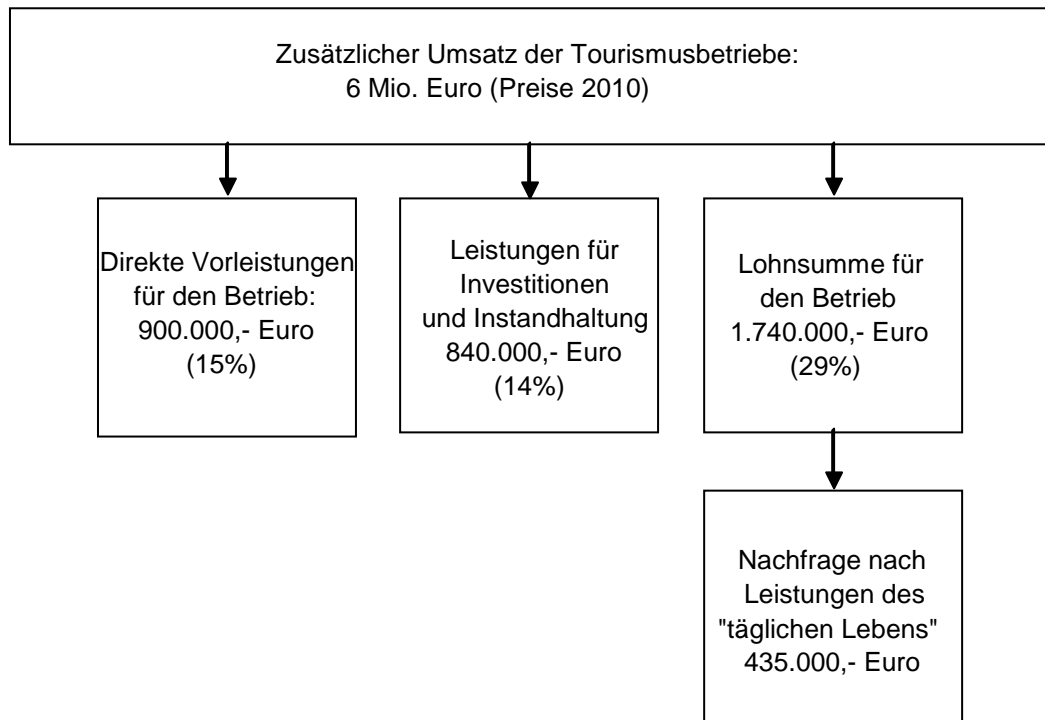 Zusätzlicher Umsatz der Tourismusbetriebe:
6 Mio. Euro (Preise 2010)
Direkte Vorleistungen
für den Betrieb:
900.000,- Euro
(15%)
Leistungen für
Investitionen
und Instandhaltung
840.000,- Euro
(14%)
Lohnsumme für
den Betrieb
1.740.000,- Euro
(29%)
Nachfrage nach
Leistungen des
"täglichen Lebens"
435.000,- Euro